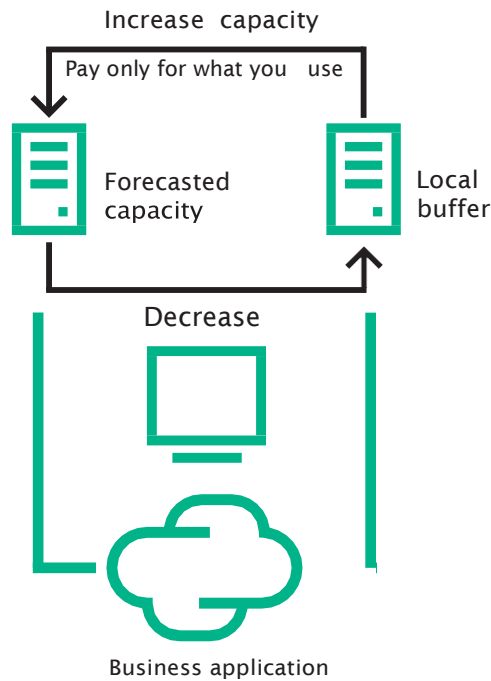 Increase capacity
Pay only for what you use
Forecasted
capacity
Local
buffer
Decrease
Business application